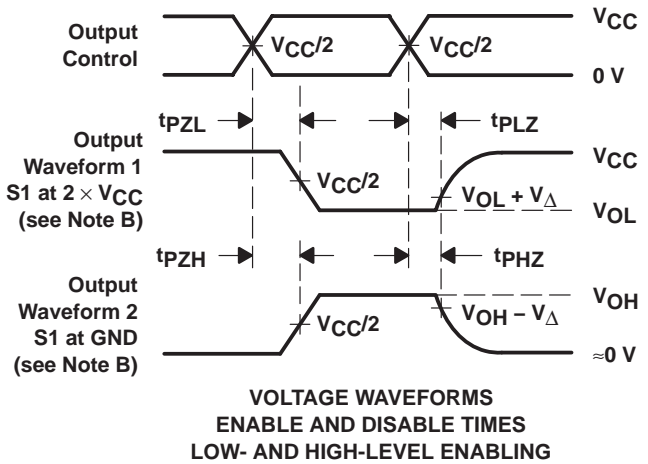 Output
Control
VCC/2
VCC/2
VCC
0 V
tPZL
tPLZ
Output
Waveform 1
S1 at 2 × VCC
(see Note B)
VCC/2
VOL + VΔ
VCC
VOL
tPZH
tPHZ
Output
Waveform 2
S1 at GND
(see Note B)
VCC/2
VOH − VΔ
VOH
≈0 V
VOLTAGE WAVEFORMS
ENABLE AND DISABLE TIMES
LOW- AND HIGH-LEVEL ENABLING